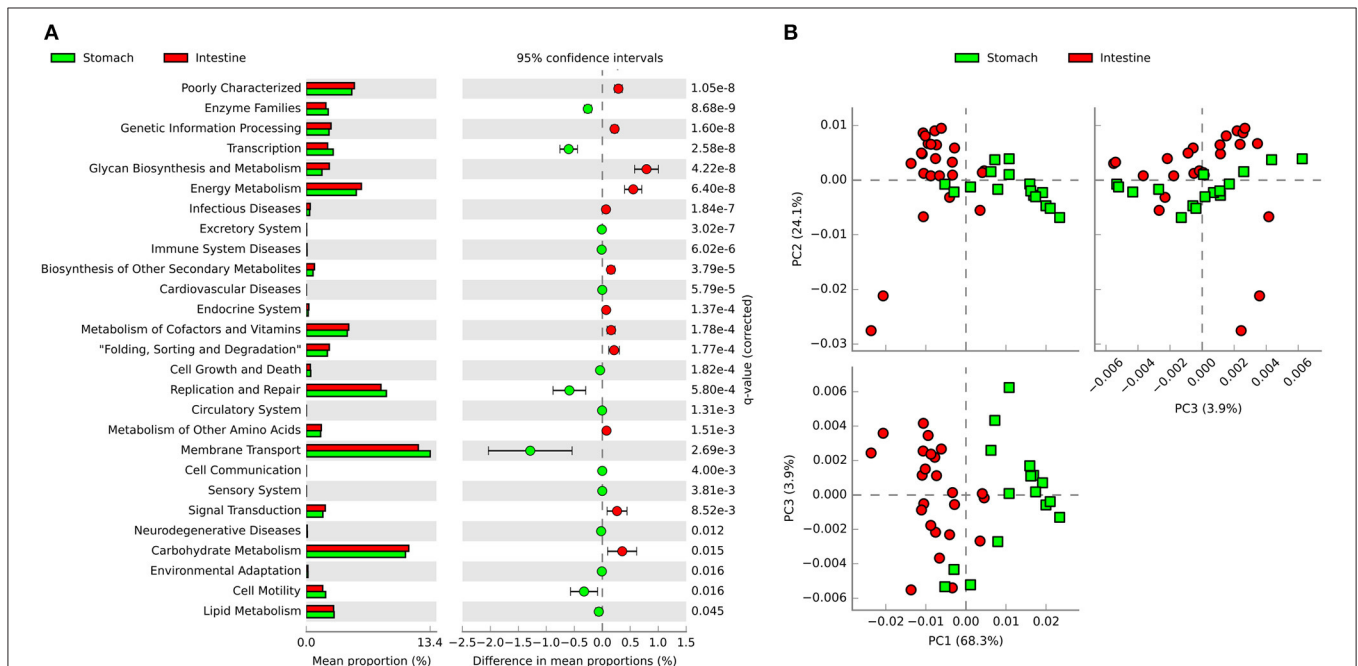 A
Stomach Intestine
95% confidence intervals
Poorly Characterized 1.05e-8
Enzyme Families 8.68e-9
Genetic Information Processing 1.60e-8
Transcription 2.58e-8
Glycan Biosynthesis and Metabolism 4.22e-8
Energy Metabolism 6.40e-8
Infectious Diseases 1.84e-7
Excretory System 3.02e-7
Immune System Diseases 6.02e-6
Biosynthesis of Other Secondary Metabolites 3.79e-5
Cardiovascular Diseases 5.79e-5
Endocrine System 1.37e-4
Metabolism of Cofactors and Vitamins 1.78e-4
"Folding, Sorting and Degradation" 1.77e-4
Cell Growth and Death 1.82e-4
Replication and Repair 5.80e-4
Circulatory System 1.31e-3
Metabolism of Other Amino Acids 1.51e-3
Membrane Transport 2.69e-3
Cell Communication 4.00e-3
Sensory System 3.81e-3
Signal Transduction 8.52e-3
Neurodegenerative Diseases 0.012
Carbohydrate Metabolism 0.015
Environmental Adaptation 0.016
Cell Motility 0.016
Lipid Metabolism 0.045
q-value (corrected)
0.0 13.4
Mean proportion (%)
−2.5 −2.0 −1.5 −1.0 −0.5 0.0 0.5 1.0 1.5
Difference in mean proportions (%)
B
Stomach Intestine
PC2 (24.1%)
0.01
0.00
−0.01
−0.02
−0.03
−0.006 −0.004 −0.002 0.000 0.002 0.004 0.006
PC3 (3.9%)
PC3 (3.9%)
0.006
0.004
0.002
0.000
−0.002
−0.004
−0.006
−0.02 −0.01 0.00 0.01 0.02
PC1 (68.3%)